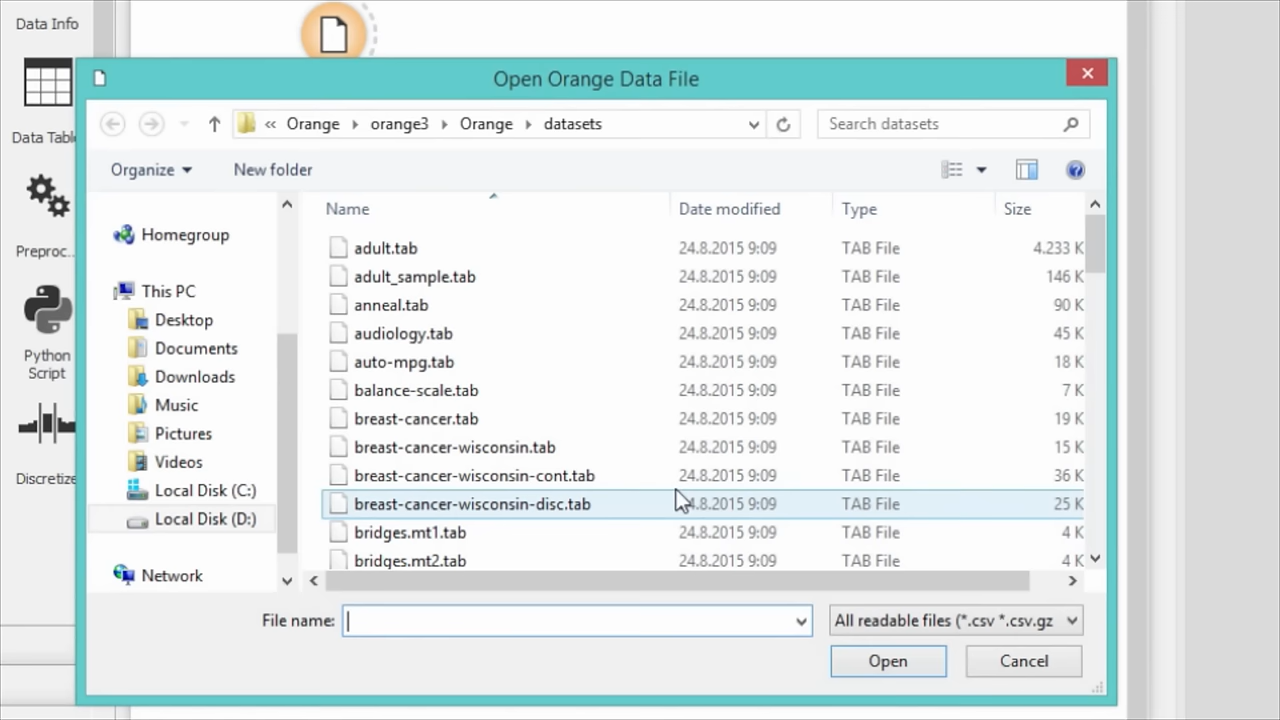 Data Info
Open Orange Data File
« Orange orange3 Orange datasets
Search datasets
Data Table
Organize New folder
Preproc...
Name Date modified Type Size
Homegroup
adult.tab 24.8.2015 9:09 TAB File 4.233 K
adult_sample.tab 24.8.2015 9:09 TAB File 146 K
This PC
anneal.tab 24.8.2015 9:09 TAB File 90 K
Desktop
audiology.tab 24.8.2015 9:09 TAB File 45 K
Documents
auto-mpg.tab 24.8.2015 9:09 TAB File 18 K
Python
Script
Downloads
balance-scale.tab 24.8.2015 9:09 TAB File 7 K
Music
breast-cancer.tab 24.8.2015 9:09 TAB File 19 K
Pictures
breast-cancer-wisconsin.tab 24.8.2015 9:09 TAB File 15 K
Videos
breast-cancer-wisconsin-cont.tab 24.8.2015 9:09 TAB File 36 K
Discretize
Local Disk (C:)
breast-cancer-wisconsin-disc.tab 24.8.2015 9:09 TAB File 25 K
Local Disk (D:)
bridges.mt1.tab 24.8.2015 9:09 TAB File 4 K
bridges.mt2.tab 24.8.2015 9:09 TAB File 4 K
Network
File name: All readable files (*.csv *.csv.gz
Open Cancel